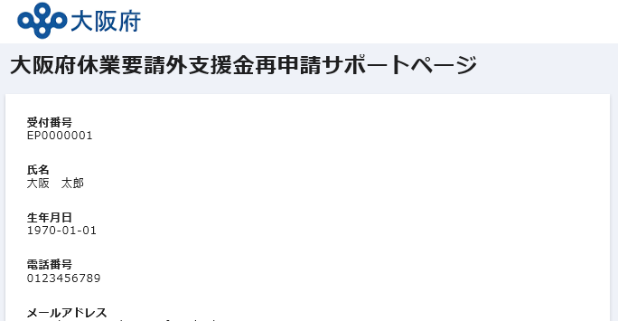 大阪府
大阪府休業要請外支援金再申請サポートページ
受付番号
EP0000001
氏名
大阪　太郎
生年月日
1970-01-01
電話番号
0123456789
メールアドレス